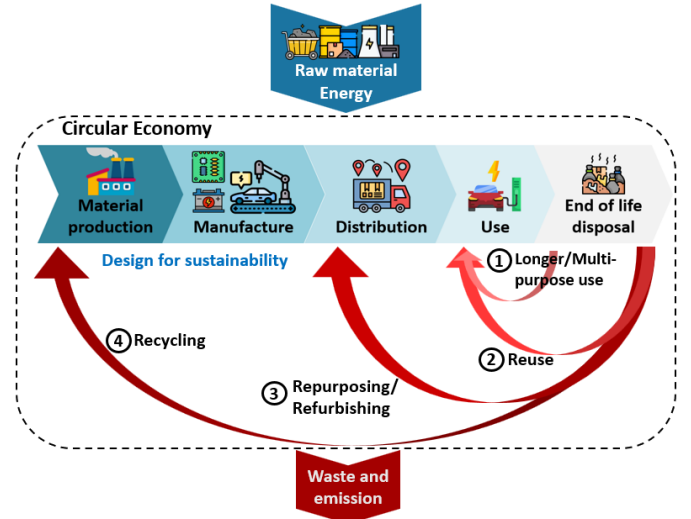 Raw material
Energy
Circular Economy
Material
production
Manufacture
Distribution
Use
End of life
disposal
Design for sustainability
1 Longer/Multi-
purpose use
2 Reuse
3 Repurposing/
Refurbishing
4 Recycling
Waste and
emission